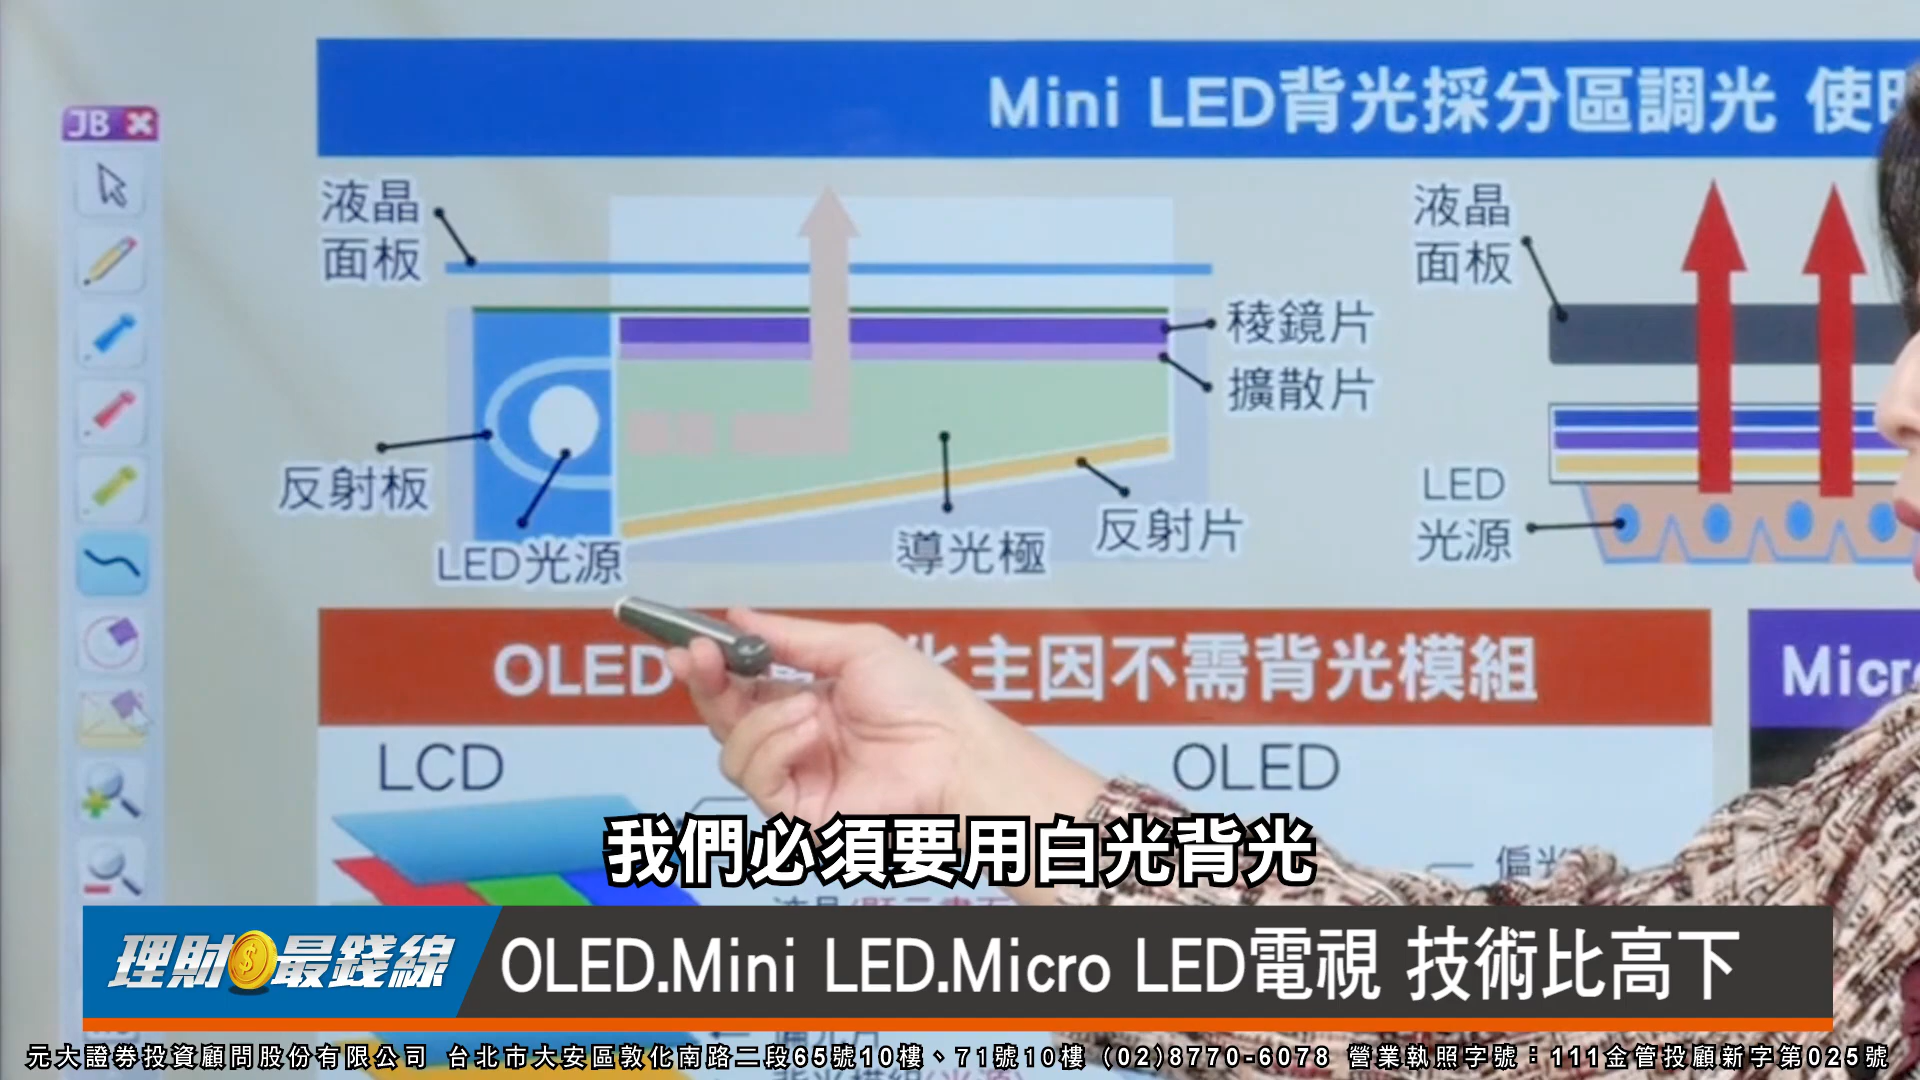 Mini LED背光採分區調光 使
JB
液晶
面板
稜鏡片
擴散片
反射板
LED光源
導光極
反射片
液晶
面板
LED
光源
OLED
主因不需背光模組
Micr
LCD
OLED
偏光
我們必須要用白光背光
理財最錢線
OLED.Mini LED.Micro LED電視 技術比高下
元大證券投資顧問股份有限公司 台北市大安區敦化南路二段65號10樓、71號10樓 (02)8770-6078 營業執照字號：111金管投顧新字第025號